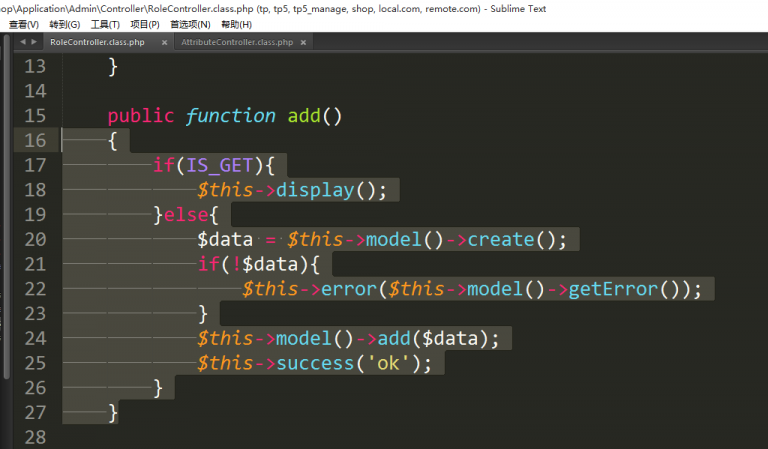 hop\Application\Admin\Controller\RoleController.class.php (tp, tp5, tp5_manage, shop, local.com, remote.com) - Sublime Text
查看(V) 转到(G) 工具(T) 项目(P) 首选项(N) 帮助(H)
RoleController.class.php × AttributeController.class.php ×
13 }
14
15 public function add()
16 {
17 if(IS_GET){
18 $this->display();
19 }else{
20 $data = $this->model()->create();
21 if(!$data){
22 $this->error($this->model()->getError());
23 }
24 $this->model()->add($data);
25 $this->success('ok');
26 }
27 }
28